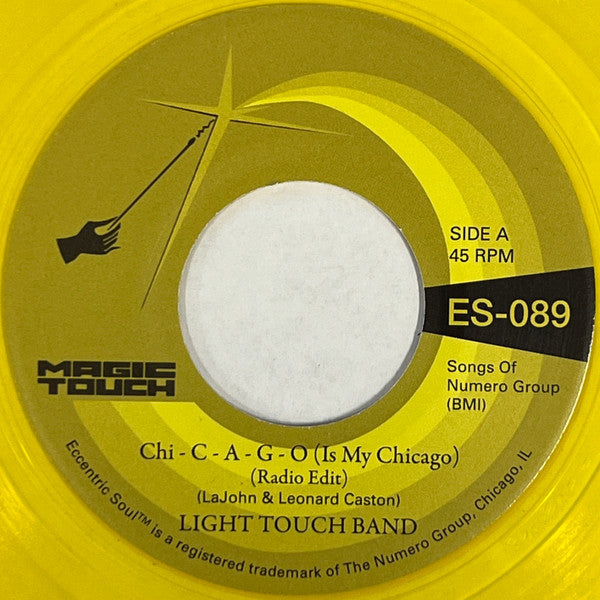 SIDE A
45 RPM
ES-089
MAGIC
TOUCH
Songs Of
Numero Group
(BMI)
Chi - C - A - G - O (Is My Chicago)
(Radio Edit)
(LaJohn & Leonard Caston)
LIGHT TOUCH BAND
Eccentric Soul™ is a registered trademark of The Numero Group, Chicago, IL